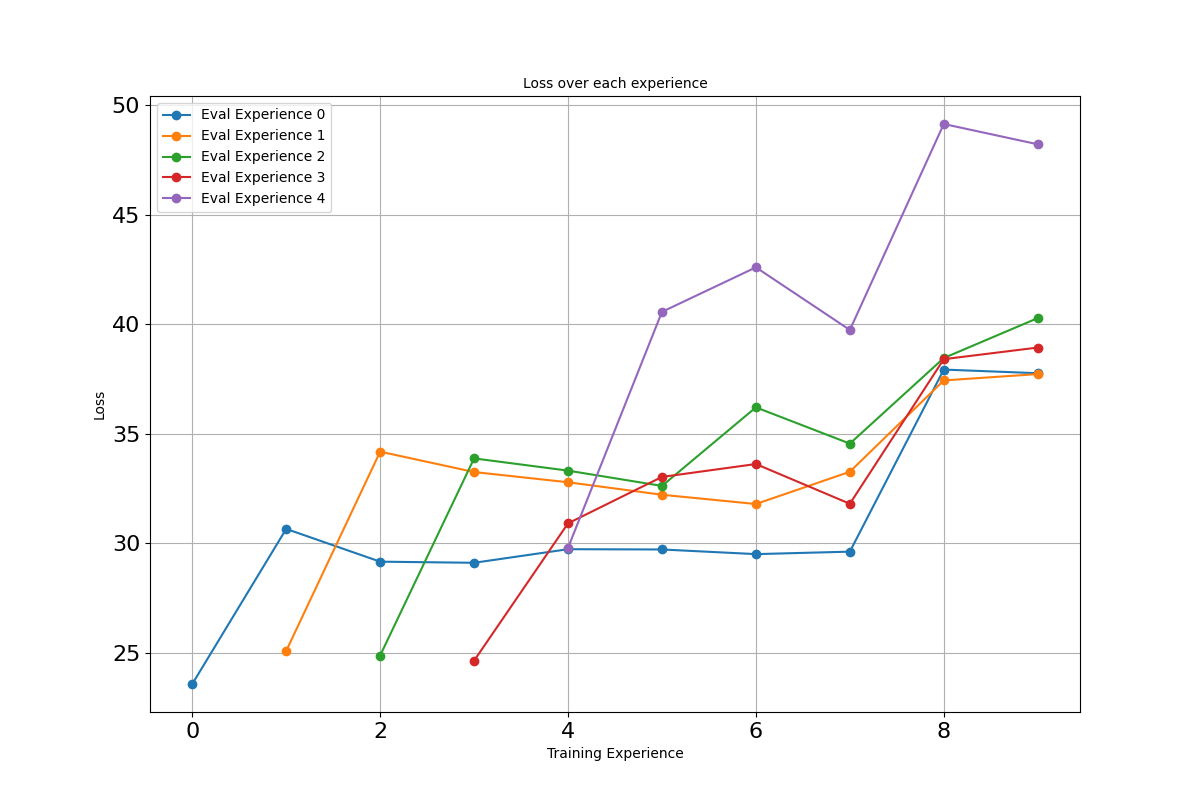 Loss over each experience
50
45
40
35
30
25
Loss
Eval Experience 0
Eval Experience 1
Eval Experience 2
Eval Experience 3
Eval Experience 4
0 2 4 6 8
Training Experience